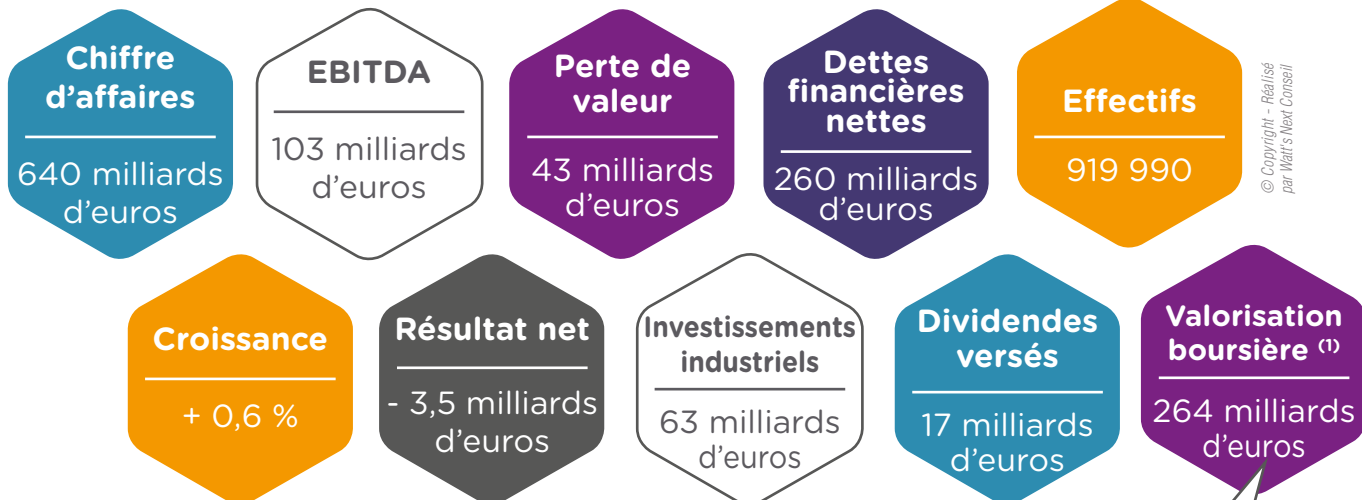 Chiffre
d'affaires
640 milliards
d'euros
EBITDA
103 milliards
d'euros
Perte de
valeur
43 milliards
d'euros
Dettes
financières
nettes
260 milliards
d'euros
Effectifs
919 990
© Copyright - Réalisé
par Watt's Next Conseil
Croissance
+ 0,6 %
Résultat net
- 3,5 milliards
d'euros
Investissements
industriels
63 milliards
d'euros
Dividendes
versés
17 milliards
d'euros
Valorisation
boursière (1)
264 milliards
d'euros